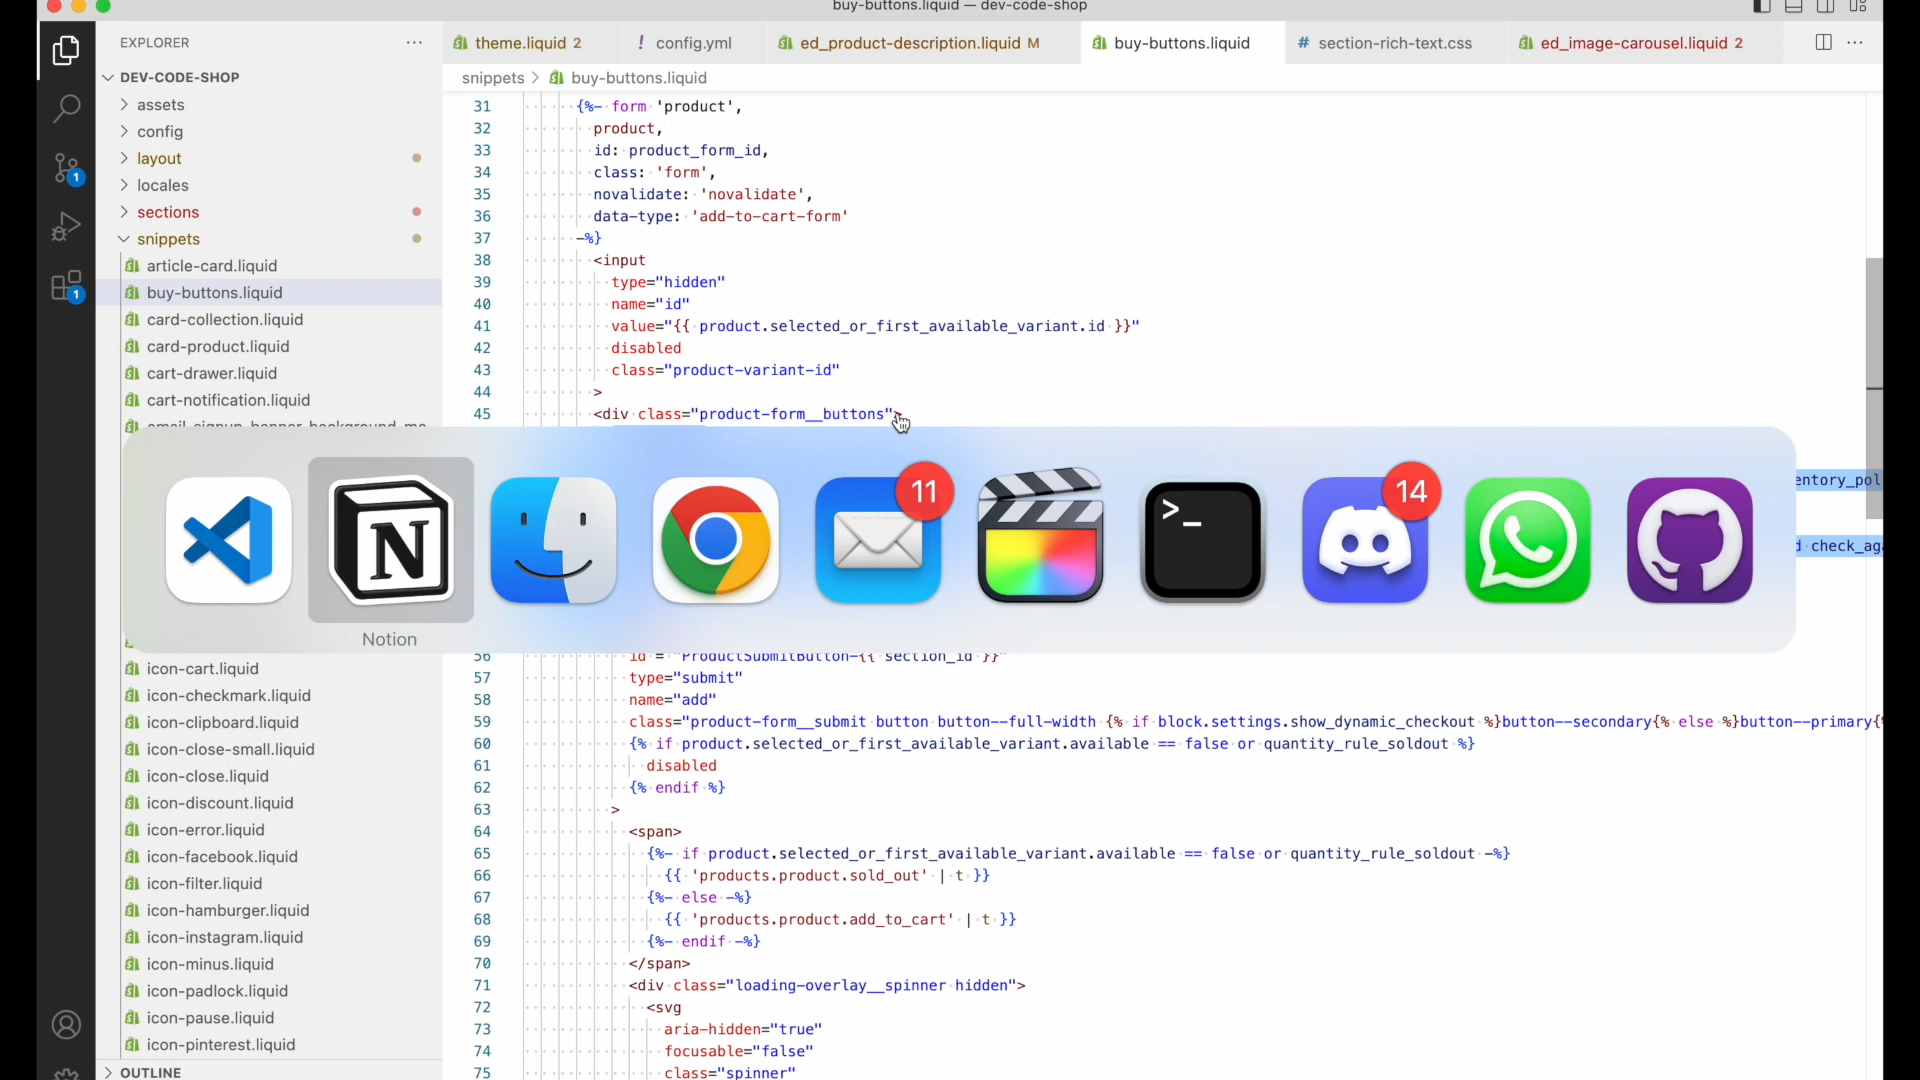 buy-buttons.liquid — dev-code-shop
EXPLORER
theme.liquid 2
! config.yml
ed_product-description.liquid M
buy-buttons.liquid
# section-rich-text.css
ed_image-carousel.liquid 2
DEV-CODE-SHOP
snippets > buy-buttons.liquid
assets
config
layout
locales
sections
snippets
article-card.liquid
buy-buttons.liquid
card-collection.liquid
card-product.liquid
cart-drawer.liquid
cart-notification.liquid
1
1
31 {%- form 'product',
32 product,
33 id: product_form_id,
34 class: 'form',
35 novalidate: 'novalidate',
36 data-type: 'add-to-cart-form'
37 -%}
38 <input
39 type="hidden"
40 name="id"
41 value="{{ product.selected_or_first_available_variant.id }}"
42 disabled
43 class="product-variant-id"
44 >
45 <div class="product-form__buttons">
entory_pol
d check_aga
N
11
>_
14
Notion
icon-cart.liquid
icon-checkmark.liquid
icon-clipboard.liquid
icon-close-small.liquid
icon-close.liquid
icon-discount.liquid
icon-error.liquid
icon-facebook.liquid
icon-filter.liquid
icon-hamburger.liquid
icon-instagram.liquid
icon-minus.liquid
icon-padlock.liquid
icon-pause.liquid
icon-pinterest.liquid
OUTLINE
56 id = "ProductSubmitButton-{{ section_id }}"
57 type="submit"
58 name="add"
59 class="product-form__submit button button--full-width {% if block.settings.show_dynamic_checkout %}button--secondary{% else %}button--primary{%
60 {% if product.selected_or_first_available_variant.available == false or quantity_rule_soldout %}
61 disabled
62 {% endif %}
63 >
64 <span>
65 {%- if product.selected_or_first_available_variant.available == false or quantity_rule_soldout -%}
66 {{ 'products.product.sold_out' | t }}
67 {%- else -%}
68 {{ 'products.product.add_to_cart' | t }}
69 {%- endif -%}
70 </span>
71 <div class="loading-overlay__spinner hidden">
72 <svg
73 aria-hidden="true"
74 focusable="false"
75 class="spinner"